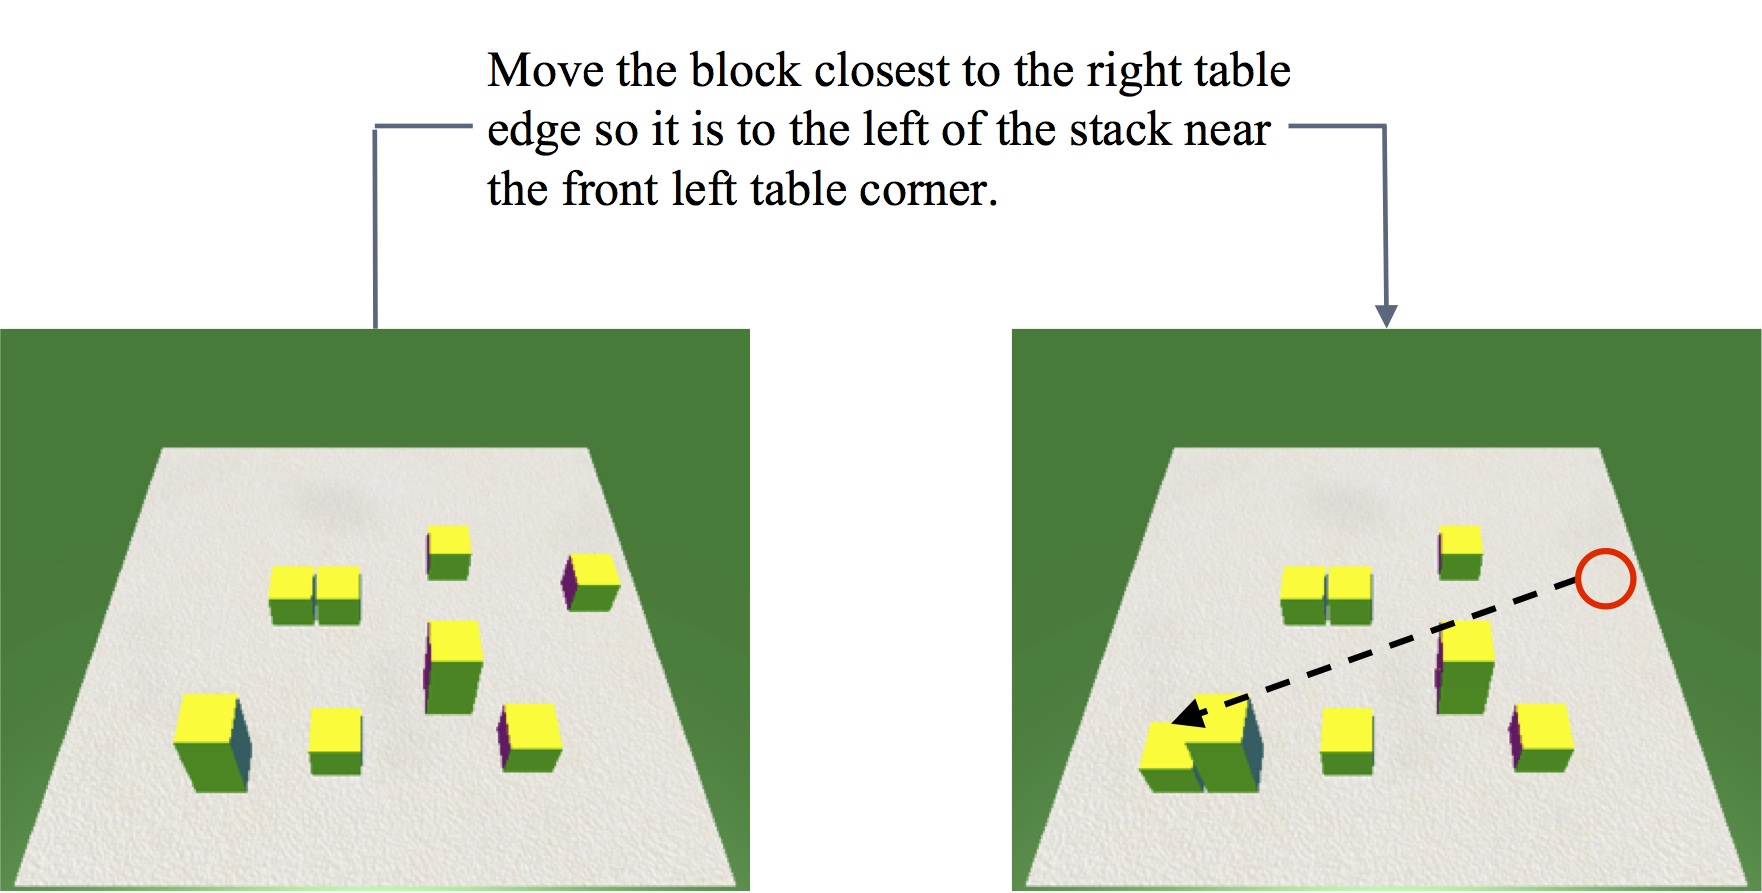 Move the block closest to the right table
edge so it is to the left of the stack near
the front left table corner.